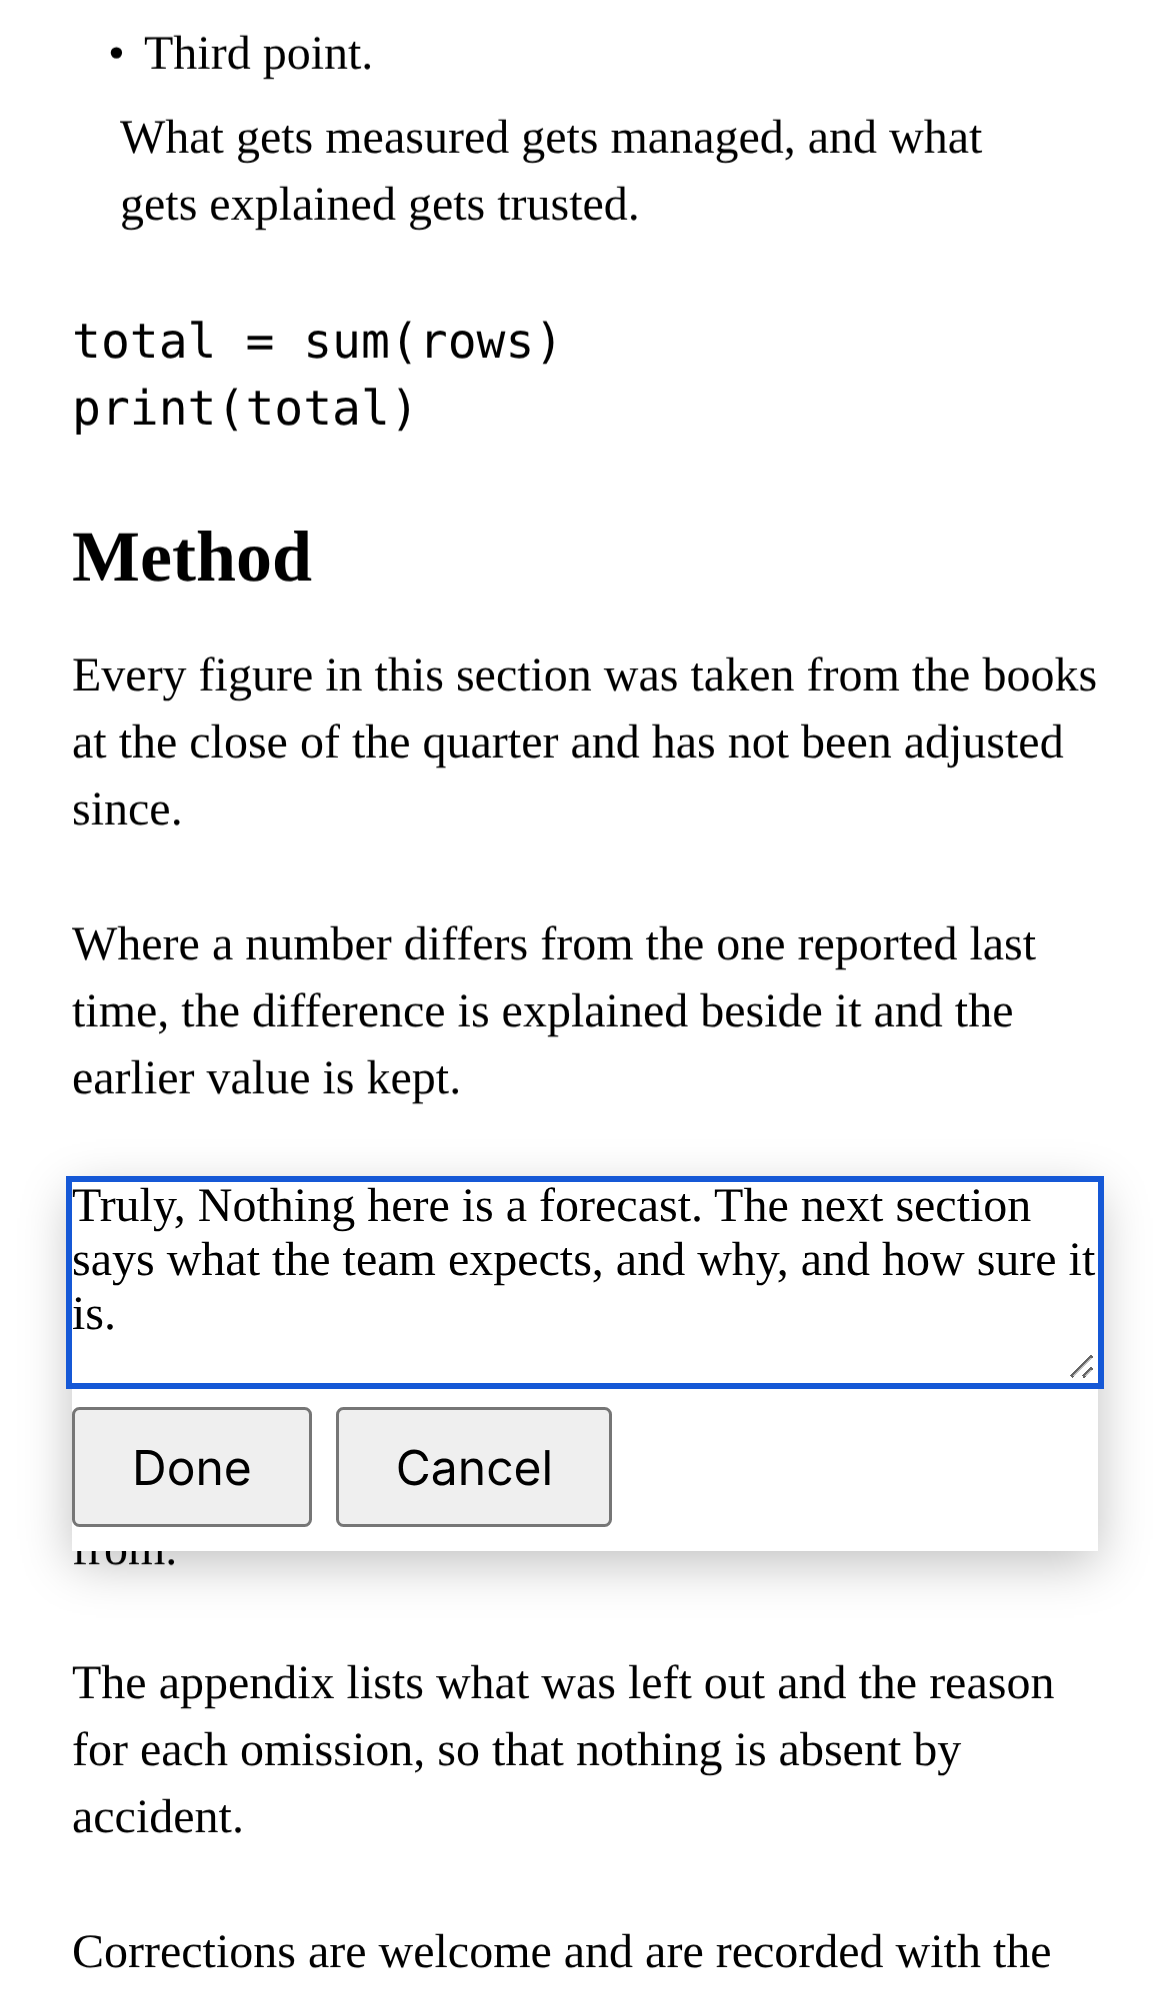 • Third point.
What gets measured gets managed, and what
gets explained gets trusted.
total = sum(rows)
print(total)
Method
Every figure in this section was taken from the books
at the close of the quarter and has not been adjusted
since.
Where a number differs from the one reported last
time, the difference is explained beside it and the
earlier value is kept.
Truly, Nothing here is a forecast. The next section
says what the team expects, and why, and how sure it
is.
Done Cancel
from.
The appendix lists what was left out and the reason
for each omission, so that nothing is absent by
accident.
Corrections are welcome and are recorded with the